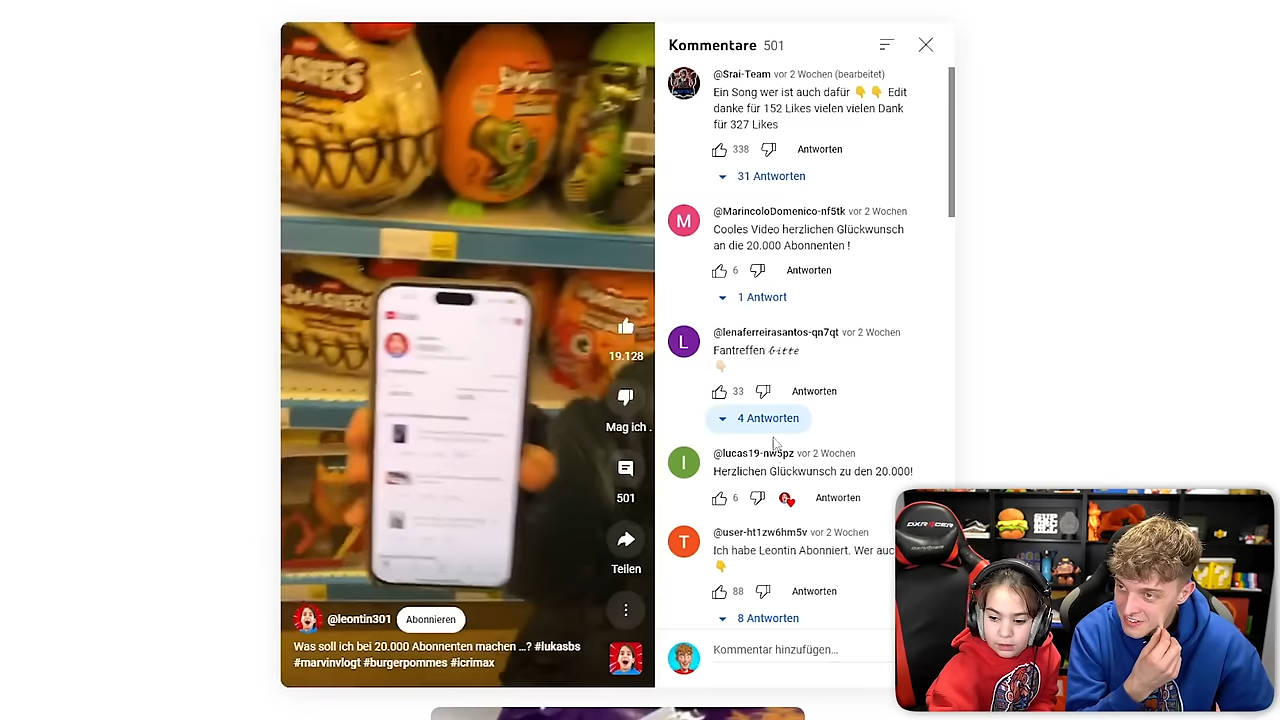 SMASHERS
SMASHERS
19.128
Mag ich .
501
Teilen
@leontin301
Abonnieren
Was soll ich bei 20.000 Abonnenten machen ...? #lukasbs
#marvinvlogt #burgerpommes #icrimax
Kommentare 501
@Srai-Team vor 2 Wochen (bearbeitet)
Ein Song wer ist auch dafür 👇 👇 Edit
danke für 152 Likes vielen vielen Dank
für 327 Likes
338 Antworten
31 Antworten
M
@MarincoloDomenico-nf5tk vor 2 Wochen
Cooles Video herzlichen Glückwunsch
an die 20.000 Abonnenten !
6 Antworten
1 Antwort
L
@lenaferreirasantos-qn7qt vor 2 Wochen
Fantreffen 𝓫𝓲𝓽𝓽𝓮
👇🏻
33 Antworten
4 Antworten
l
@lucas19-nw5pz vor 2 Wochen
Herzlichen Glückwunsch zu den 20.000!
6 Antworten
T
@user-ht1zw6hm5v vor 2 Wochen
Ich habe Leontin Abonniert. Wer auc
👇
88 Antworten
8 Antworten
Kommentar hinzufügen...
DXRACER